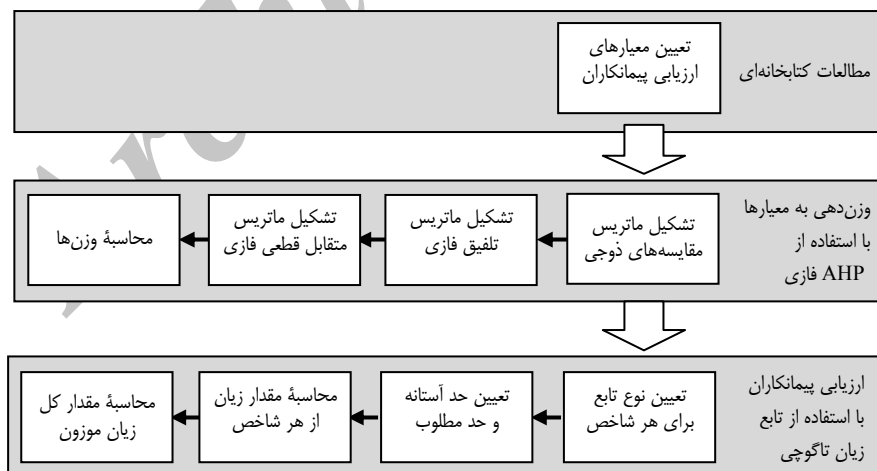 مطالعات کتابخانه‌ای
تعیین معیارهای
ارزیابی پیمانکاران
وزن‌دهی به معیارها
با استفاده از
AHP فازی
تشکیل ماتریس
مقایسه‌های ذوجی
تشکیل ماتریس
تلفیق فازی
تشکیل ماتریس
متقابل قطعی فازی
محاسبۀ وزن‌ها
ارزیابی پیمانکاران
با استفاده از تابع
زیان تاگوچی
تعیین نوع تابع
برای هر شاخص
تعیین حد آستانه
و حد مطلوب
محاسبۀ مقدار زیان
از هر شاخص
محاسبۀ مقدار کل
زیان موزون